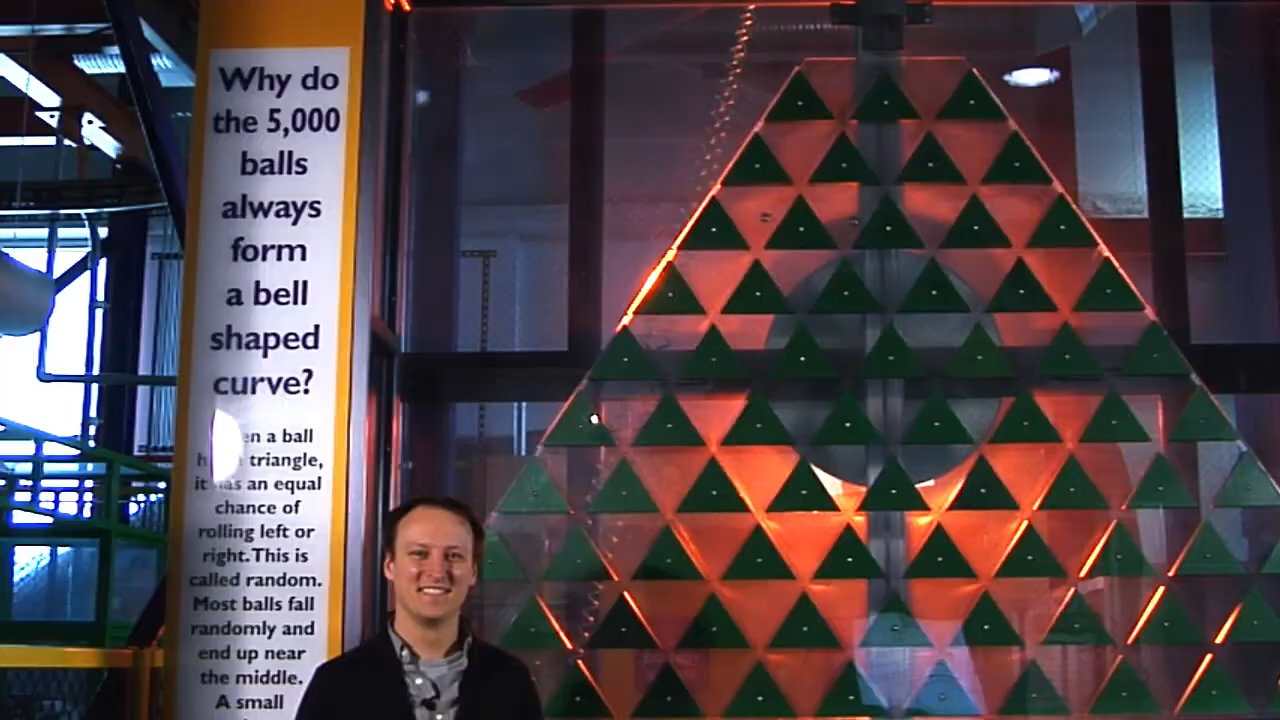 Why do
the 5,000
balls
always
form
a bell
shaped
curve?
a ball
triangle,
it has an equal
chance of
rolling left or
right. This is
called random.
Most balls fall
randomly and
end up near
the middle.
A small